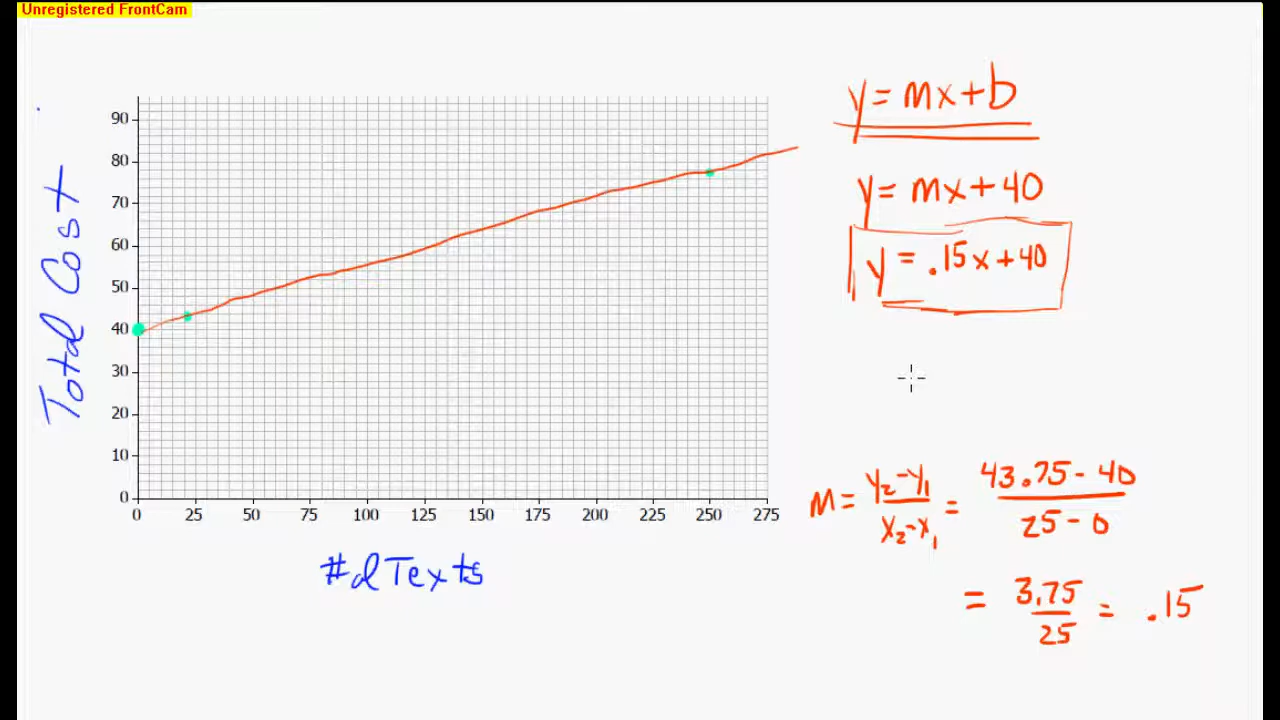 Unregistered FrontCam
Total Cost
90
80
70
60
50
40
30
20
10
0
0 25 50 75 100 125 150 175 200 225 250 275
# of Texts
y = mx + b
y = mx + 40
y = .15x + 40
M = y₂ - y₁ / x₂ - x₁ = 43.75 - 40 / 25 - 0
= 3.75 / 25 = .15